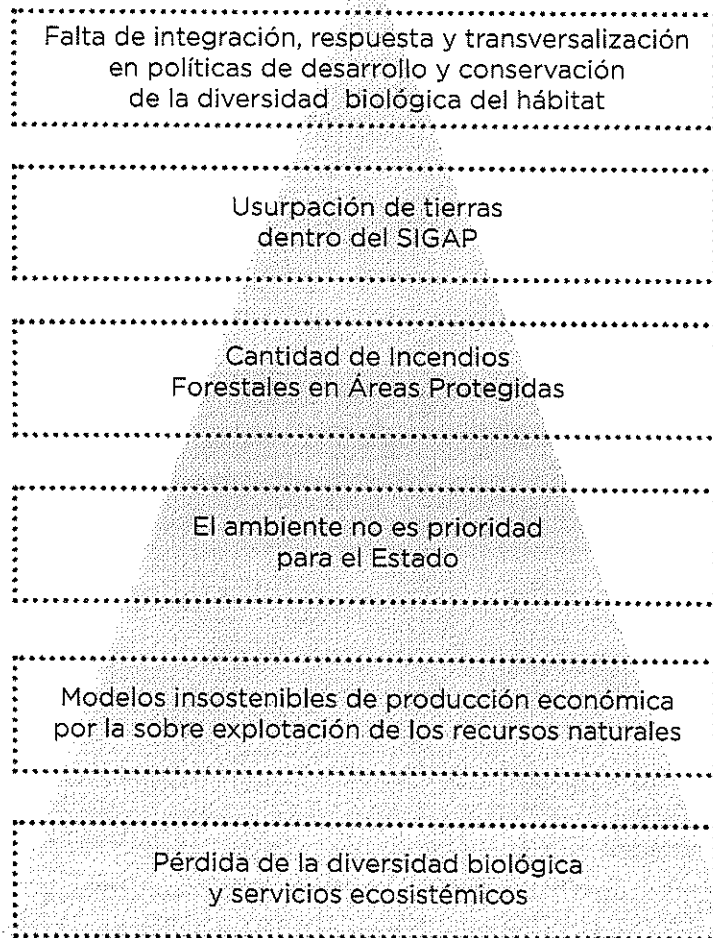 Falta de integración, respuesta y transversalización
en políticas de desarrollo y conservación
de la diversidad biológica del hábitat
Usurpación de tierras
dentro del SIGAP
Cantidad de Incendios
Forestales en Áreas Protegidas
El ambiente no es prioridad
para el Estado
Modelos insostenibles de producción económica
por la sobre explotación de los recursos naturales
Pérdida de la diversidad biológica
y servicios ecosistémicos